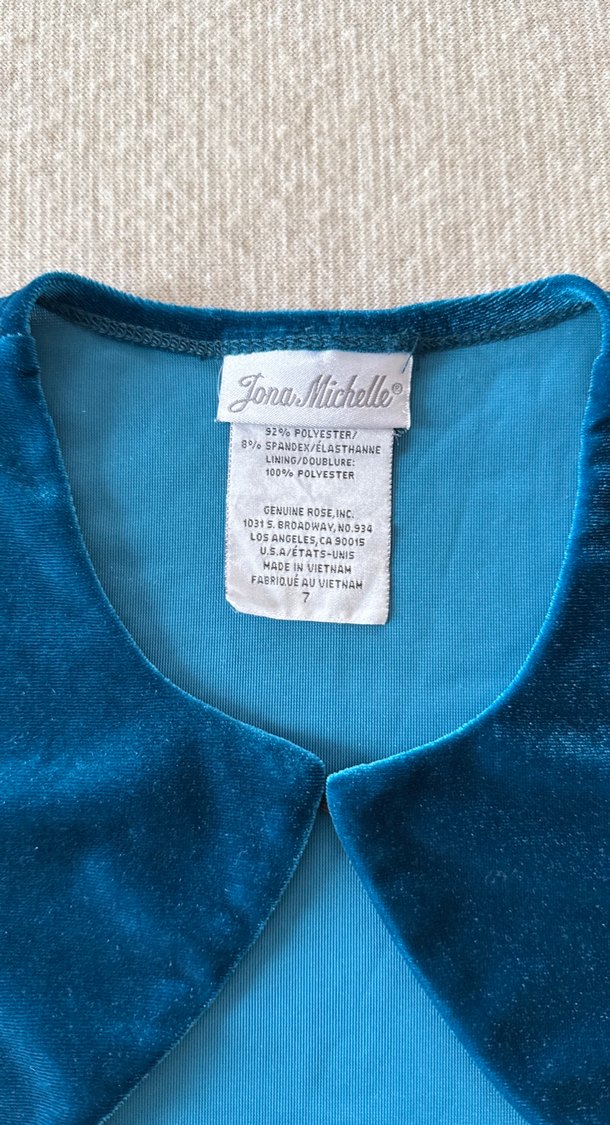 Jona Michelle®
92% POLYESTER/
8% SPANDEX/ÉLASTHANNE
LINING/DOUBLURE:
100% POLYESTER
GENUINE ROSE, INC.
1031 S. BROADWAY, NO.934
LOS ANGELES, CA 90015
U.S.A/ÉTATS-UNIS
MADE IN VIETNAM
FABRIQUÉ AU VIETNAM
7